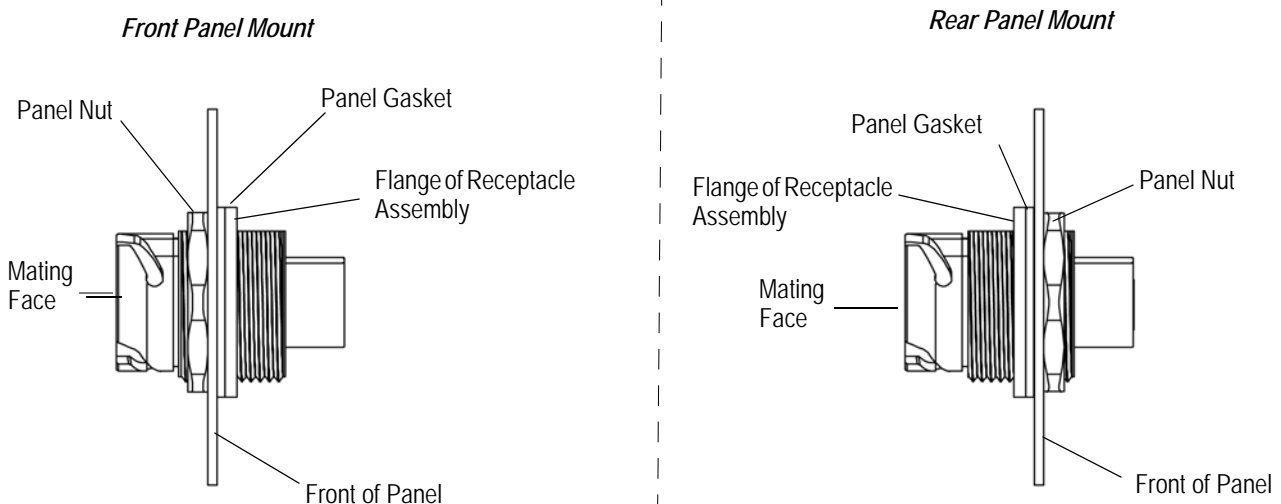 Front Panel Mount
Panel Nut
Panel Gasket
Flange of Receptacle
Assembly
Mating
Face
Front of Panel
Rear Panel Mount
Panel Gasket
Flange of Receptacle
Assembly
Panel Nut
Mating
Face
Front of Panel